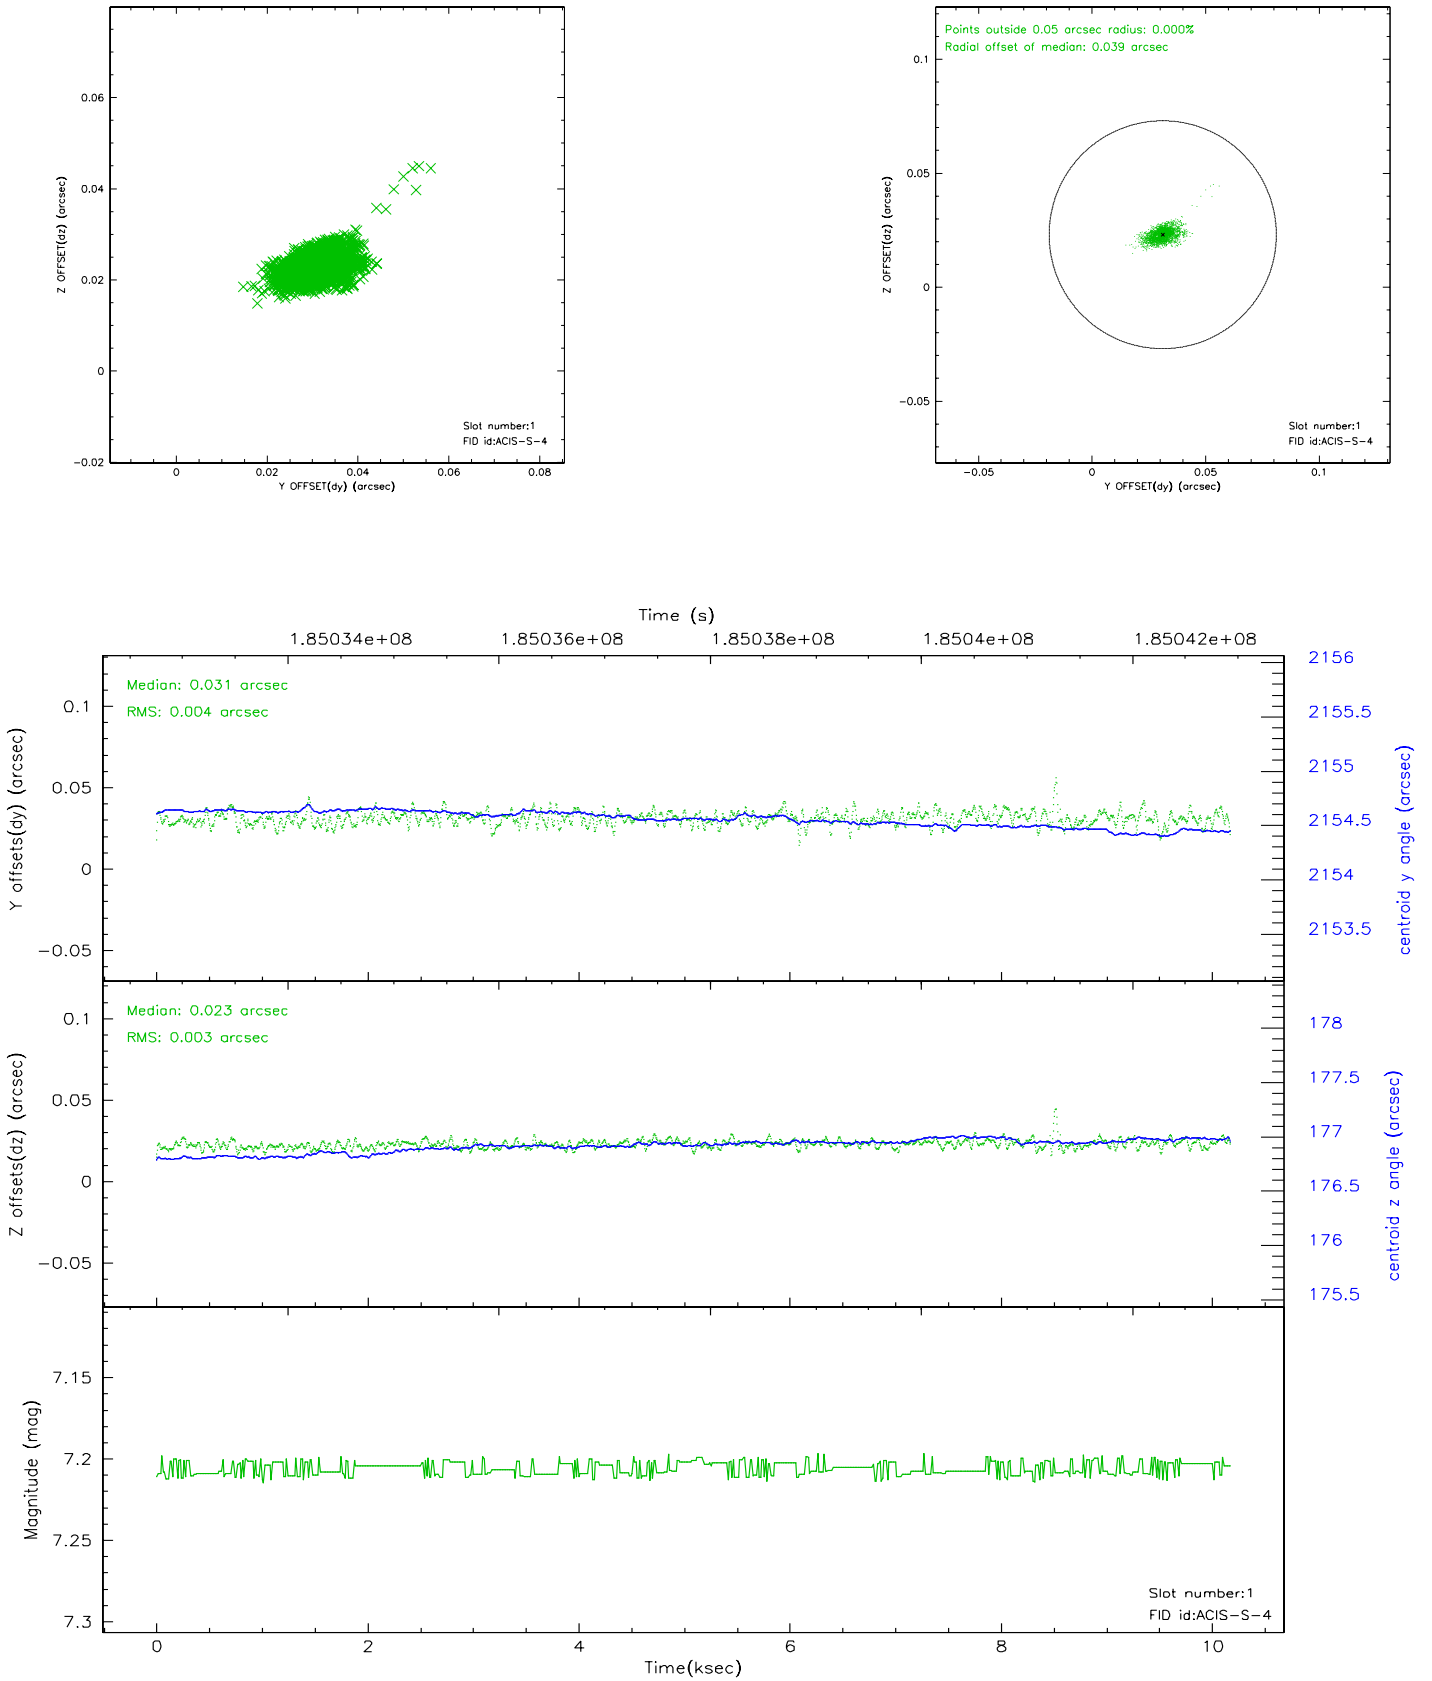 0.06
0.04
0.02
0
-0.02
0
0.02
0.04
0.06
0.08
Z OFFSET(dz) (arcsec)
Y OFFSET(dy) (arcsec)
Slot number:1
FID id:ACIS-S-4
Points outside 0.05 arcsec radius: 0.000%
Radial offset of median: 0.039 arcsec
0.1
0.05
0
-0.05
-0.05
0
0.05
0.1
Z OFFSET(dz) (arcsec)
Y OFFSET(dy) (arcsec)
Slot number:1
FID id:ACIS-S-4
Time (s)
1.85034e+08
1.85036e+08
1.85038e+08
1.8504e+08
1.85042e+08
Median: 0.031 arcsec
RMS: 0.004 arcsec
0.1
0.05
0
-0.05
Y offsets(dy) (arcsec)
2156
2155.5
2155
2154.5
2154
2153.5
centroid y angle (arcsec)
Median: 0.023 arcsec
RMS: 0.003 arcsec
0.1
0.05
0
-0.05
Z offsets(dz) (arcsec)
178
177.5
177
176.5
176
175.5
centroid z angle (arcsec)
7.15
7.2
7.25
7.3
Magnitude (mag)
Slot number:1
FID id:ACIS-S-4
0
2
4
6
8
10
Time(ksec)